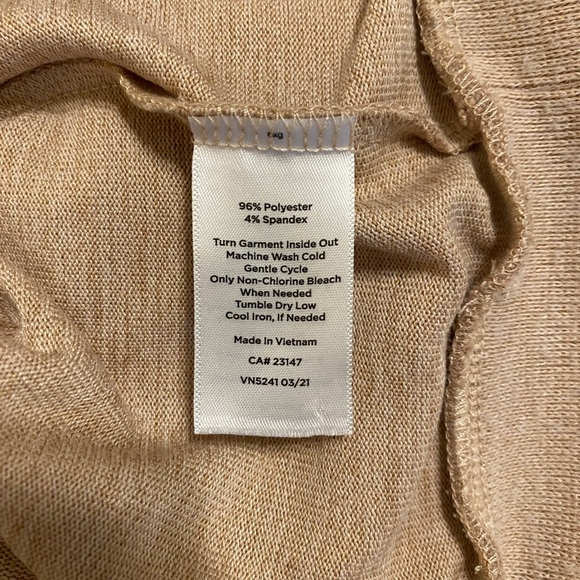 96% Polyester
4% Spandex
Turn Garment Inside Out
Machine Wash Cold
Gentle Cycle
Only Non-Chlorine Bleach
When Needed
Tumble Dry Low
Cool Iron, If Needed
Made In Vietnam
CA# 23147
VN5241 03/21